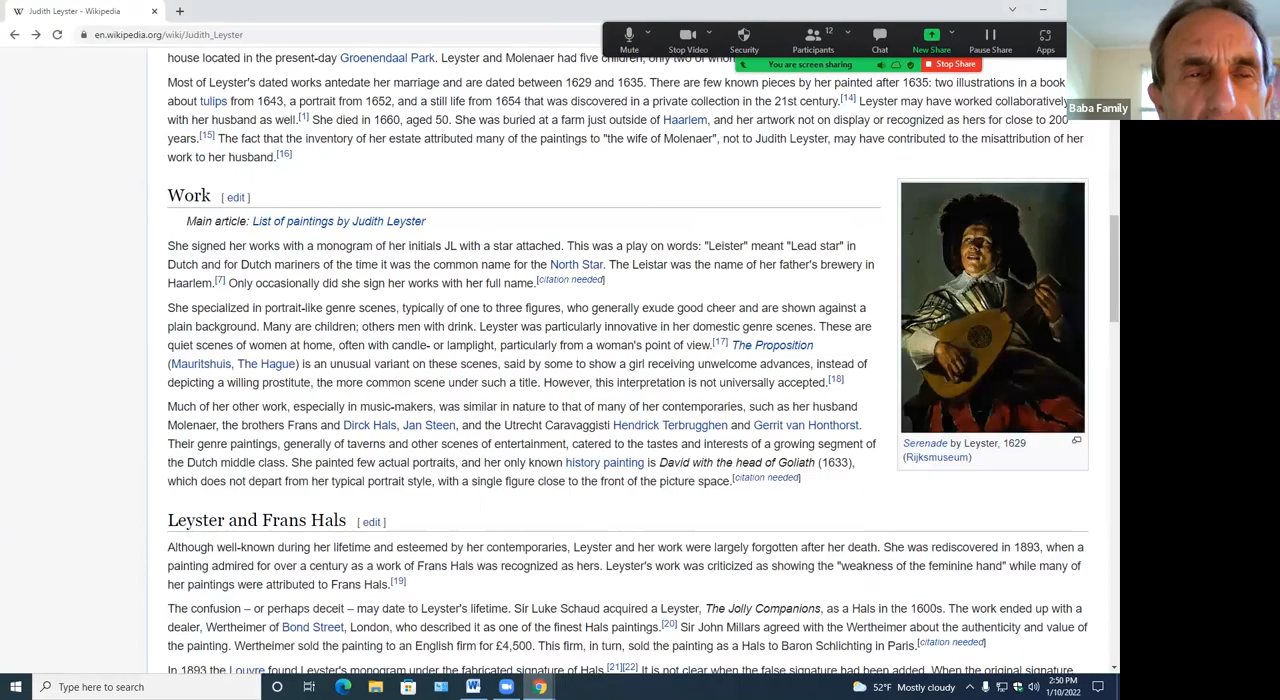 Judith Leyster - Wikipedia
en.wikipedia.org/wiki/Judith_Leyster
Mute
Stop Video
Security
12
Participants
Chat
New Share
Pause Share
Apps
You are screen sharing
Stop Share
Baba Family
house located in the present-day Groenendaal Park. Leyster and Molenaer had five children, only two of whom
Most of Leyster's dated works antedate her marriage and are dated between 1629 and 1635. There are few known pieces by her painted after 1635: two illustrations in a book
about tulips from 1643, a portrait from 1652, and a still life from 1654 that was discovered in a private collection in the 21st century.[14] Leyster may have worked collaboratively
with her husband as well.[1] She died in 1660, aged 50. She was buried at a farm just outside of Haarlem, and her artwork not on display or recognized as hers for close to 200
years.[15] The fact that the inventory of her estate attributed many of the paintings to "the wife of Molenaer", not to Judith Leyster, may have contributed to the misattribution of her
work to her husband.[16]
Work [ edit ]
Main article: List of paintings by Judith Leyster
She signed her works with a monogram of her initials JL with a star attached. This was a play on words: "Leister" meant "Lead star" in
Dutch and for Dutch mariners of the time it was the common name for the North Star. The Leistar was the name of her father's brewery in
Haarlem.[7] Only occasionally did she sign her works with her full name.[citation needed]
She specialized in portrait-like genre scenes, typically of one to three figures, who generally exude good cheer and are shown against a
plain background. Many are children; others men with drink. Leyster was particularly innovative in her domestic genre scenes. These are
quiet scenes of women at home, often with candle- or lamplight, particularly from a woman's point of view.[17] The Proposition
(Mauritshuis, The Hague) is an unusual variant on these scenes, said by some to show a girl receiving unwelcome advances, instead of
depicting a willing prostitute, the more common scene under such a title. However, this interpretation is not universally accepted.[18]
Much of her other work, especially in music-makers, was similar in nature to that of many of her contemporaries, such as her husband
Molenaer, the brothers Frans and Dirck Hals, Jan Steen, and the Utrecht Caravaggisti Hendrick Terbrugghen and Gerrit van Honthorst.
Their genre paintings, generally of taverns and other scenes of entertainment, catered to the tastes and interests of a growing segment of
the Dutch middle class. She painted few actual portraits, and her only known history painting is David with the head of Goliath (1633),
which does not depart from her typical portrait style, with a single figure close to the front of the picture space.[citation needed]
Serenade by Leyster, 1629
(Rijksmuseum)
Leyster and Frans Hals [ edit ]
Although well-known during her lifetime and esteemed by her contemporaries, Leyster and her work were largely forgotten after her death. She was rediscovered in 1893, when a
painting admired for over a century as a work of Frans Hals was recognized as hers. Leyster's work was criticized as showing the "weakness of the feminine hand" while many of
her paintings were attributed to Frans Hals.[19]
The confusion – or perhaps deceit – may date to Leyster's lifetime. Sir Luke Schaud acquired a Leyster, The Jolly Companions, as a Hals in the 1600s. The work ended up with a
dealer, Wertheimer of Bond Street, London, who described it as one of the finest Hals paintings.[20] Sir John Millars agreed with the Wertheimer about the authenticity and value of
the painting. Wertheimer sold the painting to an English firm for £4,500. This firm, in turn, sold the painting as a Hals to Baron Schlichting in Paris.[citation needed]
In 1893 the Louvre found Leyster's monogram under the fabricated signature of Hals.[21][22] It is not clear when the false signature had been added. When the original signature
Type here to search
52°F Mostly cloudy
2:50 PM
1/10/2022